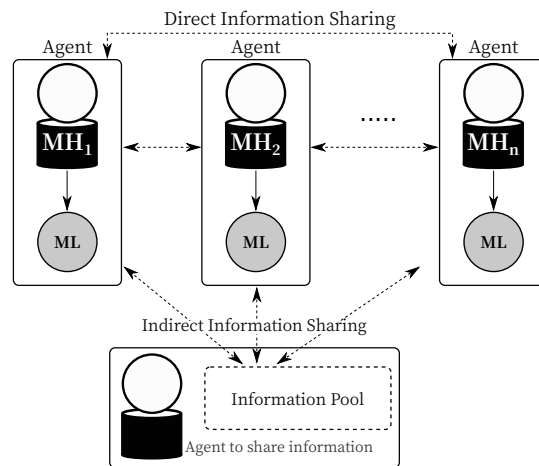 Direct Information Sharing
Agent
Agent
Agent
.....
MH1
MH2
MHn
ML
ML
ML
Indirect Information Sharing
Information Pool
Agent to share information